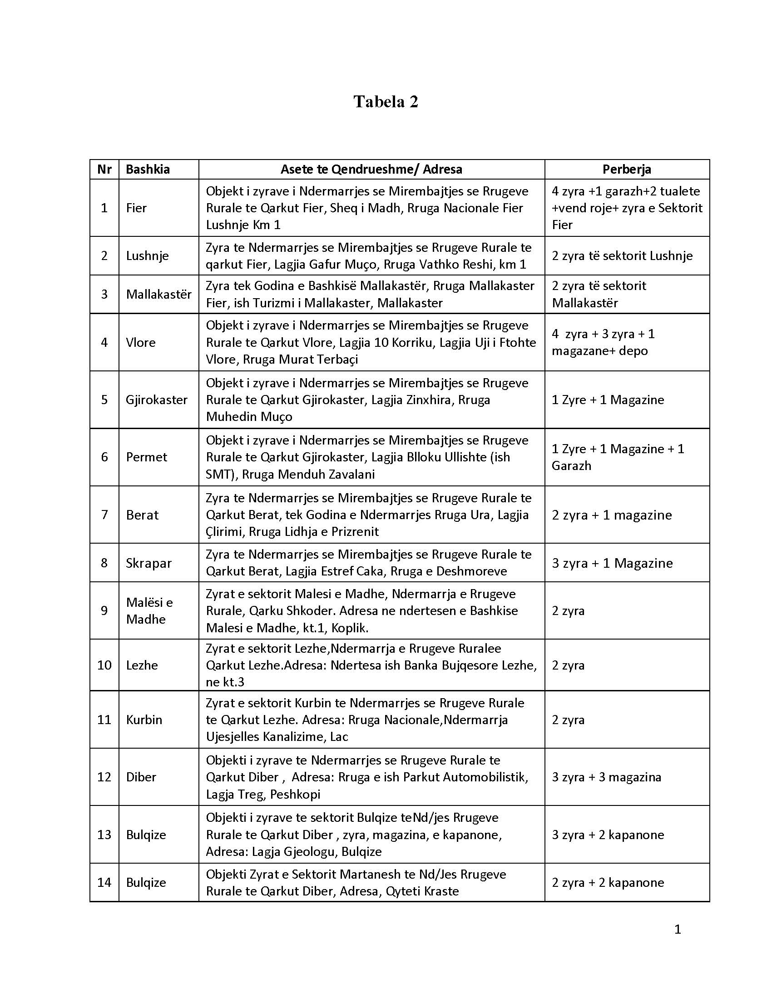 Tabela 2
Nr Bashkia Asete te Qendrueshme/ Adresa Perberja
1 Fier
Objekt i zyrave i Ndermarrjes se Mirembajtjes se Rrugeve
Rurale te Qarkut Fier, Sheq i Madh, Rruga Nacionale Fier
Lushnje Km 1
4 zyra +1 garazh+2 tualete
+vend roje+ zyra e Sektorit
Fier
2 Lushnje
Zyra te Ndermarrjes se Mirembajtjes se Rrugeve Rurale te
qarkut Fier, Lagjia Gafur Muço, Rruga Vathko Reshi, km 1
2 zyra të sektorit Lushnje
3 Mallakastër
Zyra tek Godina e Bashkisë Mallakastër, Rruga Mallakaster
Fier, ish Turizmi i Mallakaster, Mallakaster
2 zyra të sektorit
Mallakastër
4 Vlore
Objekt i zyrave i Ndermarrjes se Mirembajtjes se Rrugeve
Rurale te Qarkut Vlore, Lagjia 10 Korriku, Lagjia Uji i Ftohte
Vlore, Rruga Murat Terbaçi
4  zyra + 3 zyra + 1
magazane+ depo
5 Gjirokaster
Objekt i zyrave i Ndermarrjes se Mirembajtjes se Rrugeve
Rurale te Qarkut Gjirokaster, Lagjia Zinxhira, Rruga
Muhedin Muço
1 Zyre + 1 Magazine
6 Permet
Objekt i zyrave i Ndermarrjes se Mirembajtjes se Rrugeve
Rurale te Qarkut Gjirokaster, Lagjia Blloku Ullishte (ish
SMT), Rruga Menduh Zavalani
1 Zyre + 1 Magazine + 1
Garazh
7 Berat
Zyra te Ndermarrjes se Mirembajtjes se Rrugeve Rurale te
Qarkut Berat, tek Godina e Ndermarrjes Rruga Ura, Lagjia
Çlirimi, Rruga Lidhja e Prizrenit
2 zyra + 1 magazine
8 Skrapar
Zyra te Ndermarrjes se Mirembajtjes se Rrugeve Rurale te
Qarkut Berat, Lagjia Estref Caka, Rruga e Deshmoreve
3 zyra + 1 Magazine
9 Malësi e
Madhe
Zyrat e sektorit Malesi e Madhe, Ndermarrja e Rrugeve
Rurale, Qarku Shkoder. Adresa ne ndertesen e Bashkise
Malesi e Madhe, kt.1, Koplik.
2 zyra
10 Lezhe
Zyrat e sektorit Lezhe,Ndermarrja e Rrugeve Ruralee
Qarkut Lezhe.Adresa: Ndertesa ish Banka Bujqesore Lezhe,
ne kt.3
2 zyra
11 Kurbin
Zyrat e sektorit Kurbin te Ndermarrjes se Rrugeve Rurale
te Qarkut Lezhe. Adresa: Rruga Nacionale,Ndermarrja
Ujesjelles Kanalizime, Lac
2 zyra
12 Diber
Objekti i zyrave te Ndermarrjes se Rrugeve Rurale te
Qarkut Diber ,  Adresa: Rruga e ish Parkut Automobilistik,
Lagja Treg, Peshkopi
3 zyra + 3 magazina
13 Bulqize
Objekti i zyrave te sektorit Bulqize teNd/jes Rrugeve
Rurale te Qarkut Diber , zyra, magazina, e kapanone,
Adresa: Lagja Gjeologu, Bulqize
3 zyra + 2 kapanone
14 Bulqize
Objekti Zyrat e Sektorit Martanesh te Nd/Jes Rrugeve
Rurale te Qarkut Diber, Adresa, Qyteti Kraste
2 zyra + 2 kapanone
1